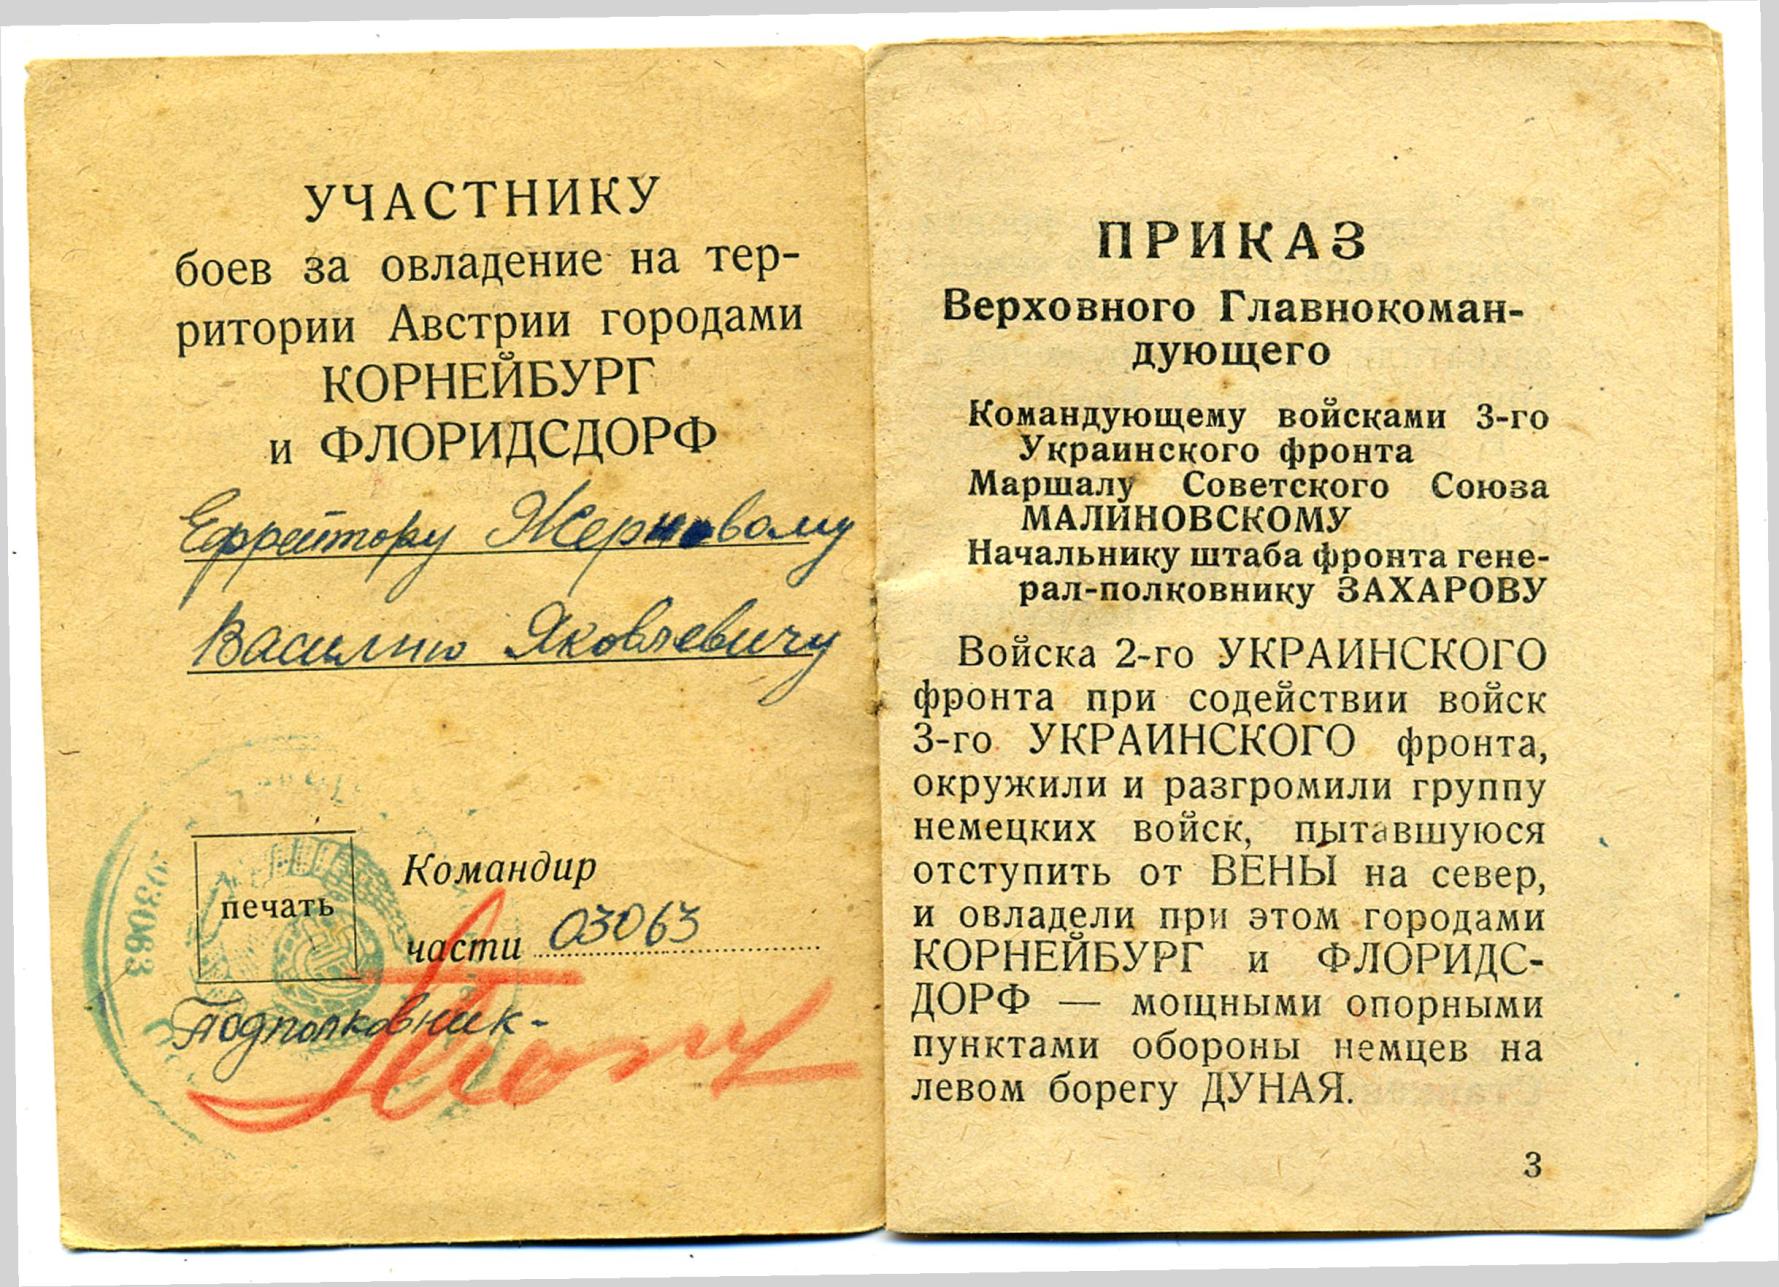 УЧАСТНИКУ
боев за овладение на тер-
ритории Австрии городами
КОРНЕЙБУРГ
и ФЛОРИДСДОРФ
Ефрейтору Жерновому
Василию Яковлевичу
03063
печать
Командир
части 03063
Подполковник-
ПРИКАЗ
Верховного Главнокоман-
дующего
Командующему войсками 3-го
Украинского фронта
Маршалу Советского Союза
МАЛИНОВСКОМУ
Начальнику штаба фронта гене-
рал-полковнику ЗАХАРОВУ
Войска 2-го УКРАИНСКОГО
фронта при содействии войск
3-го УКРАИНСКОГО фронта,
окружили и разгромили группу
немецких войск, пытавшуюся
отступить от ВЕНЫ на север,
и овладели при этом городами
КОРНЕЙБУРГ и ФЛОРИДС-
ДОРФ — мощными опорными
пунктами обороны немцев на
левом борегу ДУНАЯ.
3